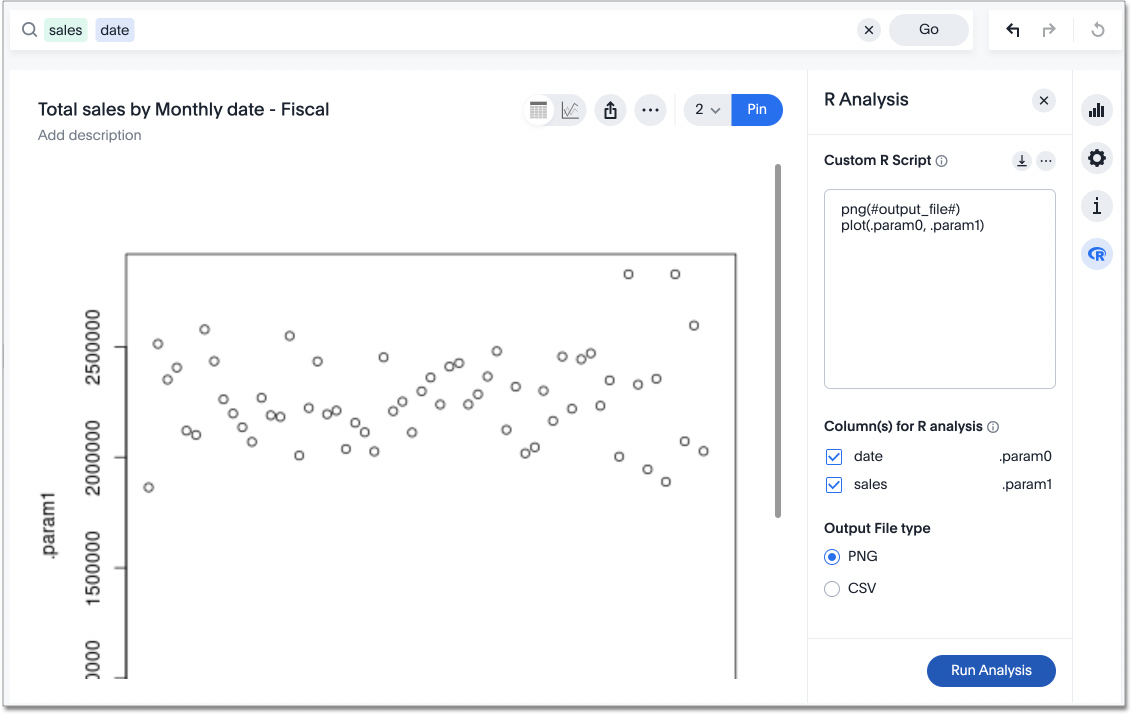 sales date
Go
Total sales by Monthly date - Fiscal
Add description
2
Pin
2500000
2000000
1500000
.param1
R Analysis
Custom R Script
png(#output_file#)
plot(.param0, .param1)
Column(s) for R analysis
date .param0
sales .param1
Output File type
PNG
CSV
Run Analysis
R